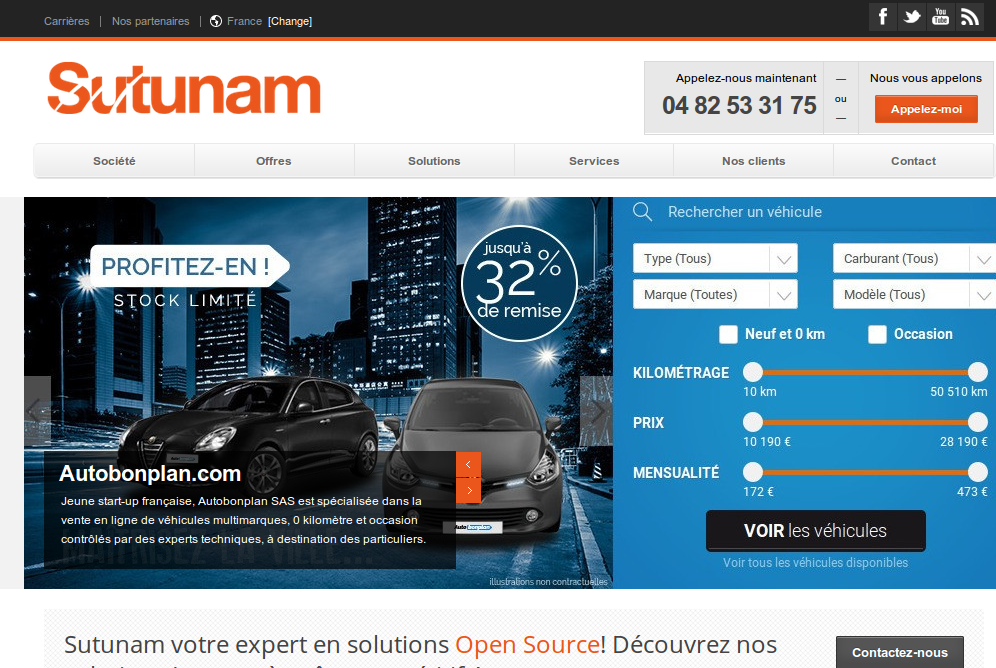 Carrières | Nos partenaires | France [Change]
You Tube
Sutunam
Appelez-nous maintenant
04 82 53 31 75
ou
Nous vous appelons
Appelez-moi
Société Offres Solutions Services Nos clients Contact
PROFITEZ-EN !
STOCK LIMITÉ
jusqu'à
32%
de remise
Autobonplan.com
Jeune start-up française, Autobonplan SAS est spécialisée dans la
vente en ligne de véhicules multimarques, 0 kilomètre et occasion
contrôlés par des experts techniques, à destination des particuliers.
illustrations non contractuelles
Rechercher un véhicule
Type (Tous) Carburant (Tous)
Marque (Toutes) Modèle (Tous)
Neuf et 0 km Occasion
KILOMÉTRAGE
10 km 50 510 km
PRIX
10 190 € 28 190 €
MENSUALITÉ
172 € 473 €
VOIR les véhicules
Voir tous les véhicules disponibles
Sutunam votre expert en solutions Open Source! Découvrez nos
Contactez-nous